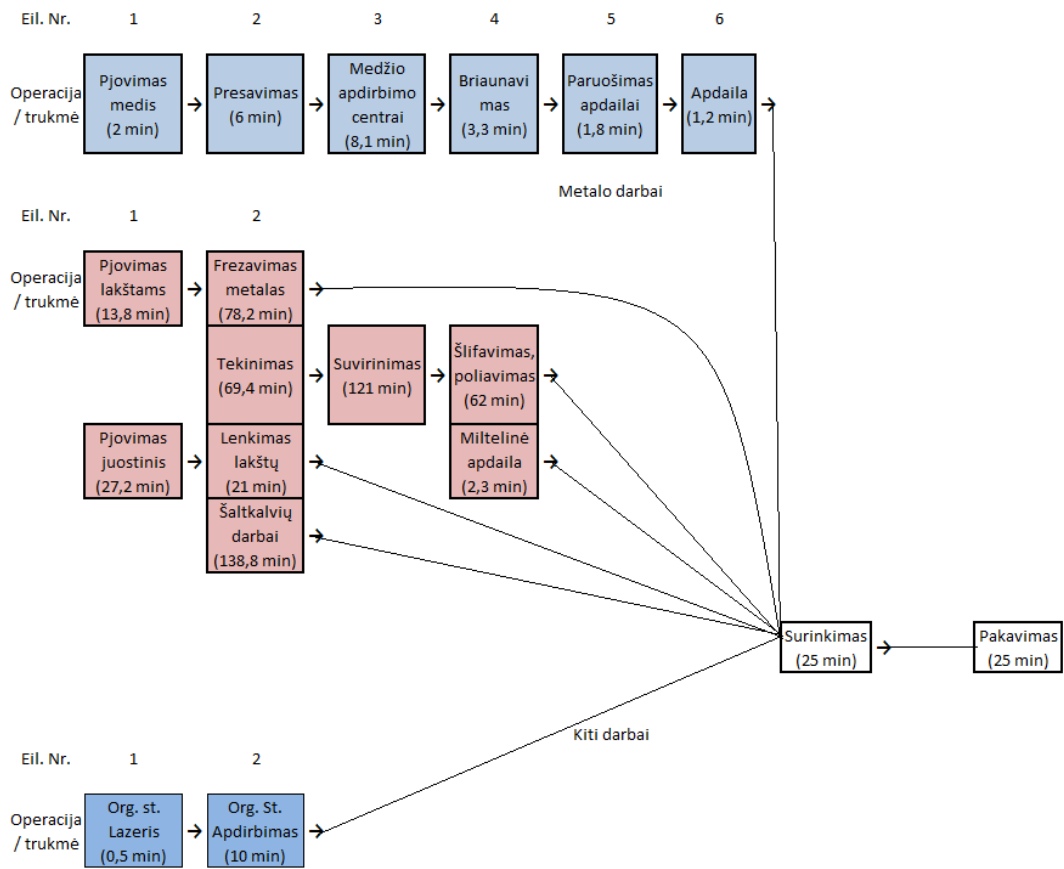 Eil. Nr. 1 2 3 4 5 6
Operacija
/ trukmė
Pjovimas
medis
(2 min)
→
Presavimas
(6 min)
→
Medžio
apdirbimo
centrai
(8,1 min)
→
Briaunavi
mas
(3,3 min)
→
Paruošimas
apdailai
(1,8 min)
→
Apdaila
(1,2 min)
→
Metalo darbai
Eil. Nr. 1 2
Operacija
/ trukmė
Pjovimas
lakštams
(13,8 min)
→
Frezavimas
metalas
(78,2 min)
→
Tekinimas
(69,4 min)
→
Suvirinimas
(121 min)
→
Šlifavimas,
poliavimas
(62 min)
→
Pjovimas
juostinis
(27,2 min)
→
Lenkimas
lakštų
(21 min)
→
Miltelinė
apdaila
(2,3 min)
→
Šaltkalvių
darbai
(138,8 min)
→
Surinkimas
(25 min)
→
Pakavimas
(25 min)
Kiti darbai
Eil. Nr. 1 2
Operacija
/ trukmė
Org. st.
Lazeris
(0,5 min)
→
Org. St.
Apdirbimas
(10 min)
→